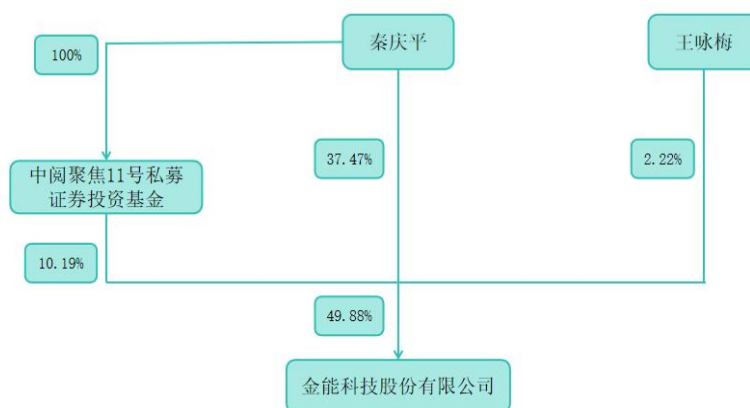 秦庆平
王咏梅
100%
37.47%
2.22%
中阅聚焦11号私募
证券投资基金
10.19%
49.88%
金能科技股份有限公司